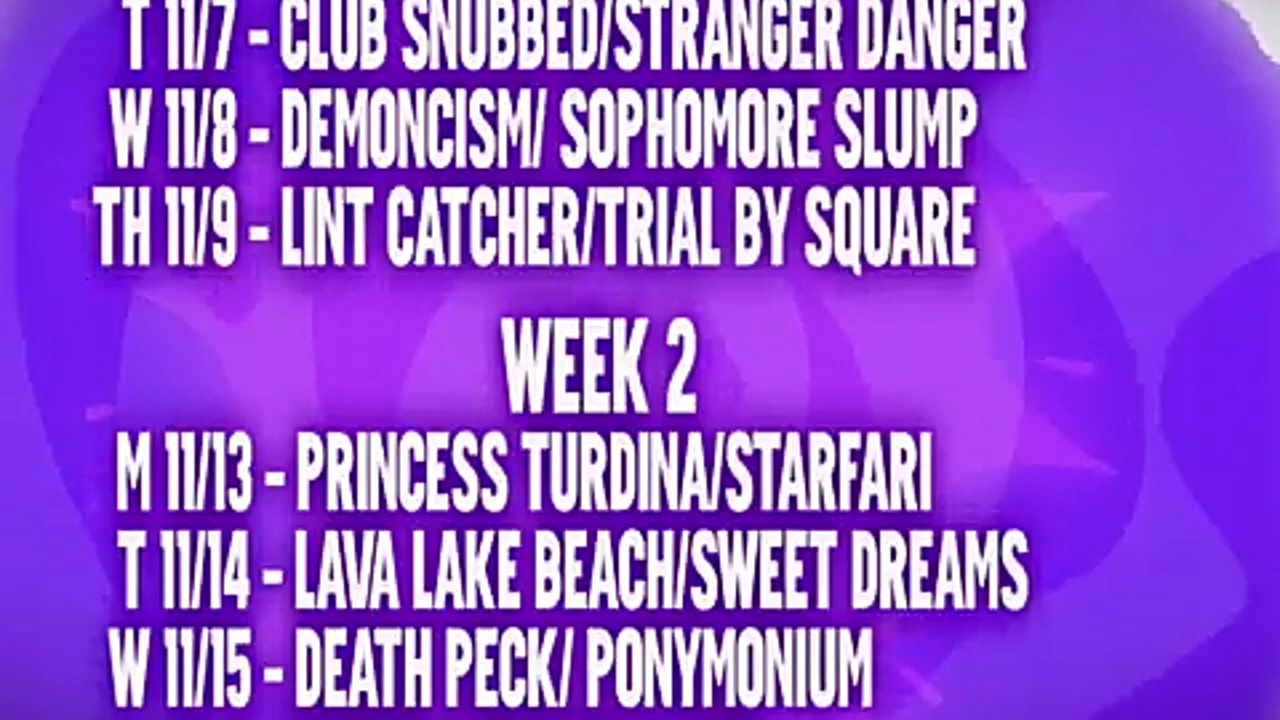 T 11/7 - CLUB SNUBBED/STRANGER DANGER
W 11/8 - DEMONCISM/ SOPHOMORE SLUMP
TH 11/9 - LINT CATCHER/TRIAL BY SQUARE
WEEK 2
M 11/13 - PRINCESS TURDINA/STARFARI
T 11/14 - LAVA LAKE BEACH/SWEET DREAMS
W 11/15 - DEATH PECK/ PONYMONIUM